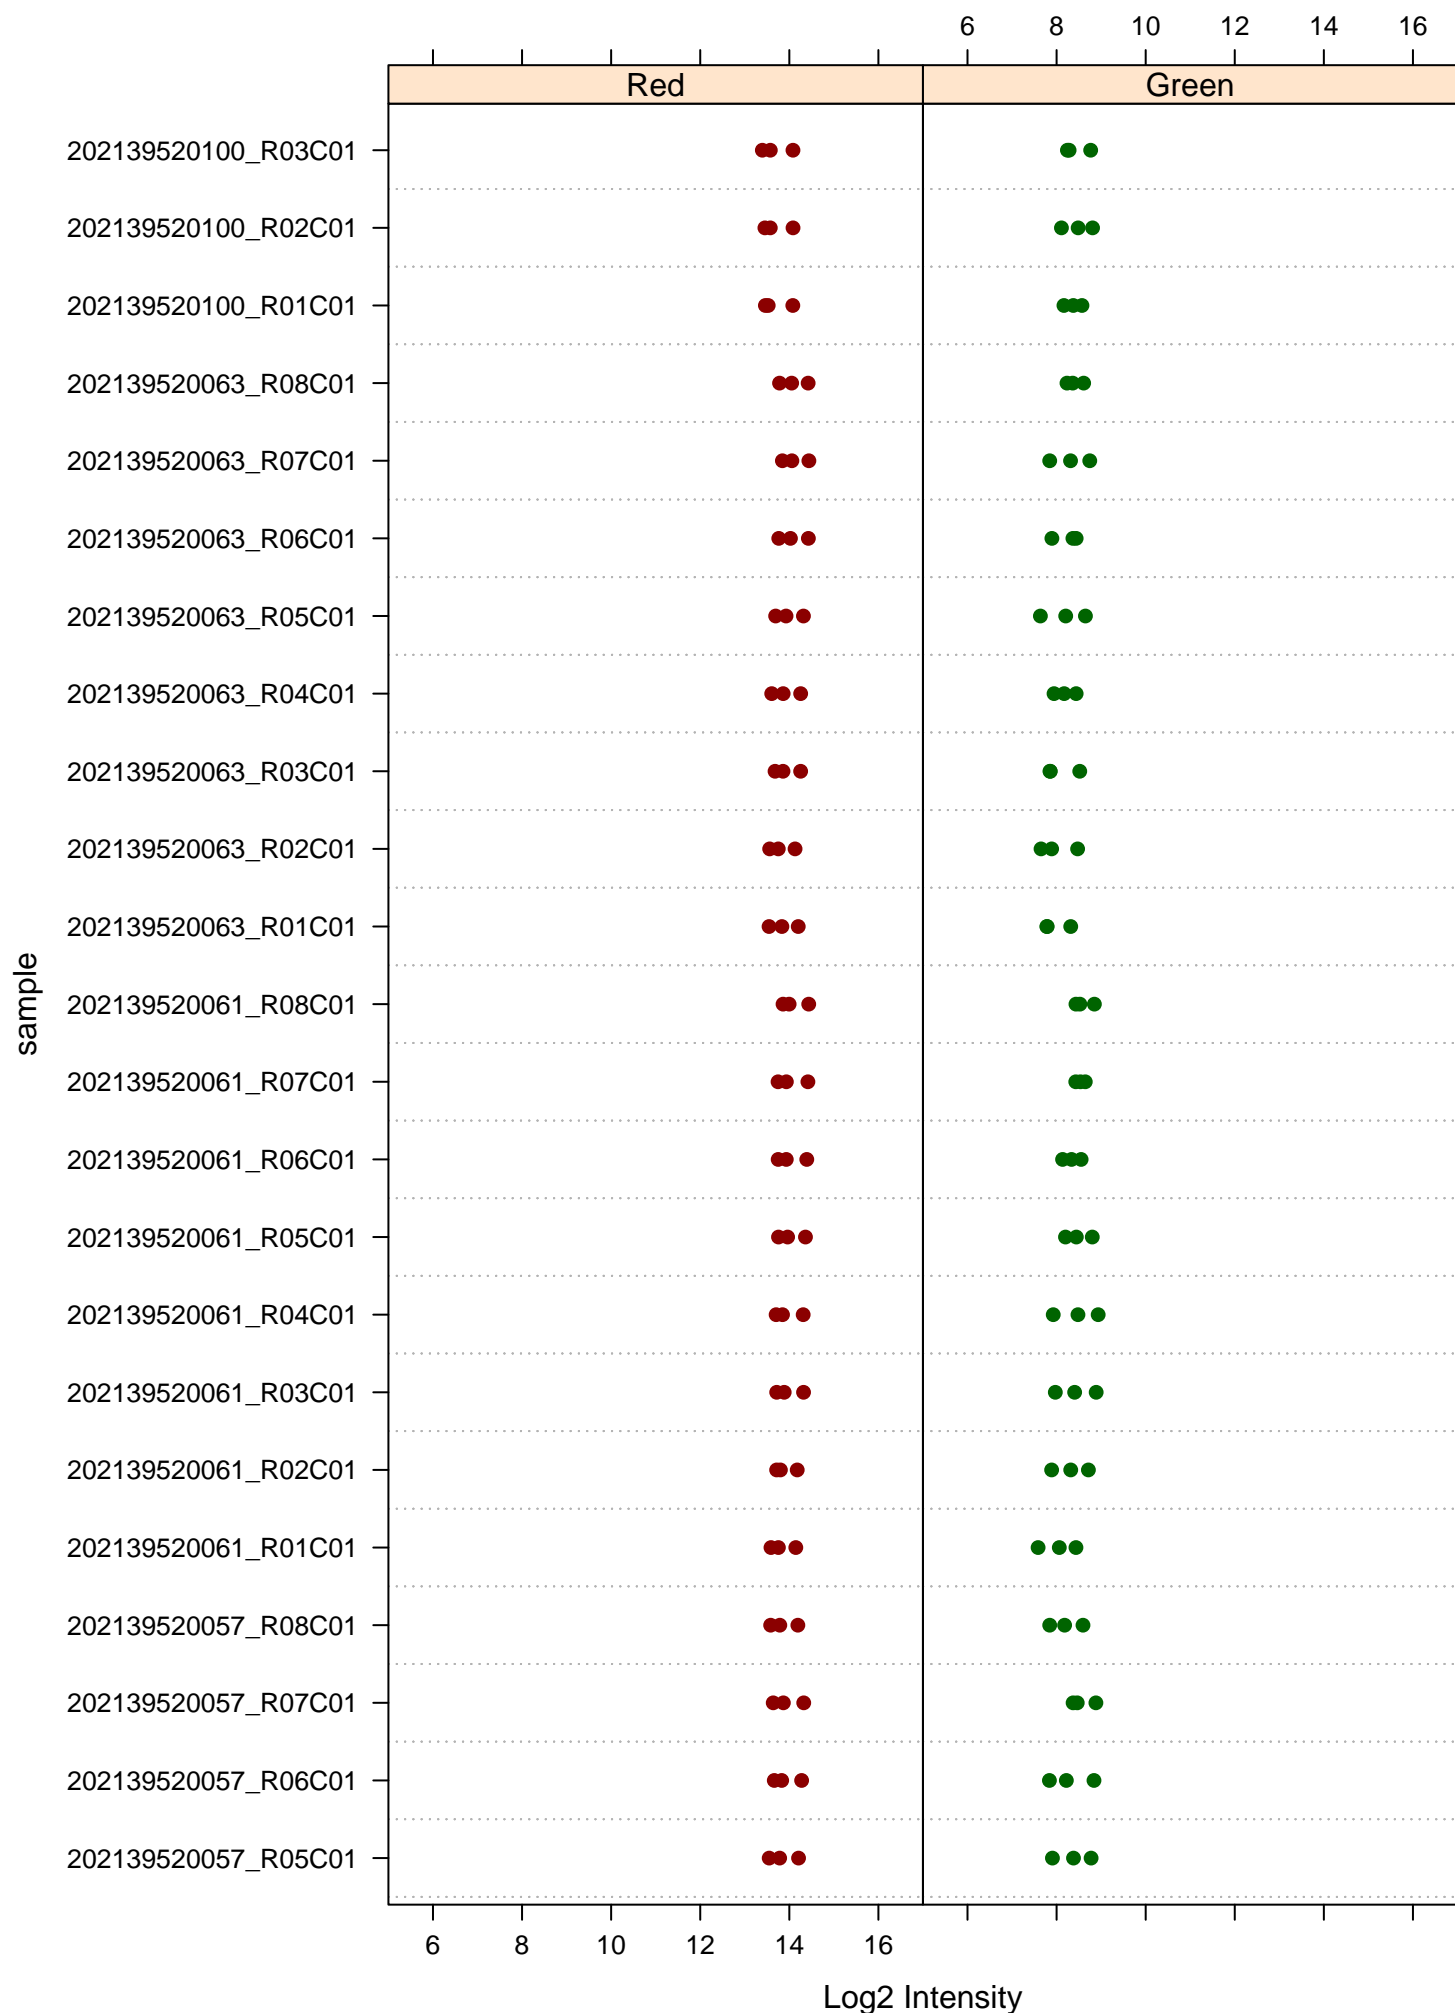 6 8 10 12 14 16
Red Green
202139520100_R03C01
202139520100_R02C01
202139520100_R01C01
202139520063_R08C01
202139520063_R07C01
202139520063_R06C01
202139520063_R05C01
202139520063_R04C01
202139520063_R03C01
202139520063_R02C01
202139520063_R01C01
202139520061_R08C01
202139520061_R07C01
202139520061_R06C01
202139520061_R05C01
202139520061_R04C01
202139520061_R03C01
202139520061_R02C01
202139520061_R01C01
202139520057_R08C01
202139520057_R07C01
202139520057_R06C01
202139520057_R05C01
sample
6 8 10 12 14 16
Log2 Intensity